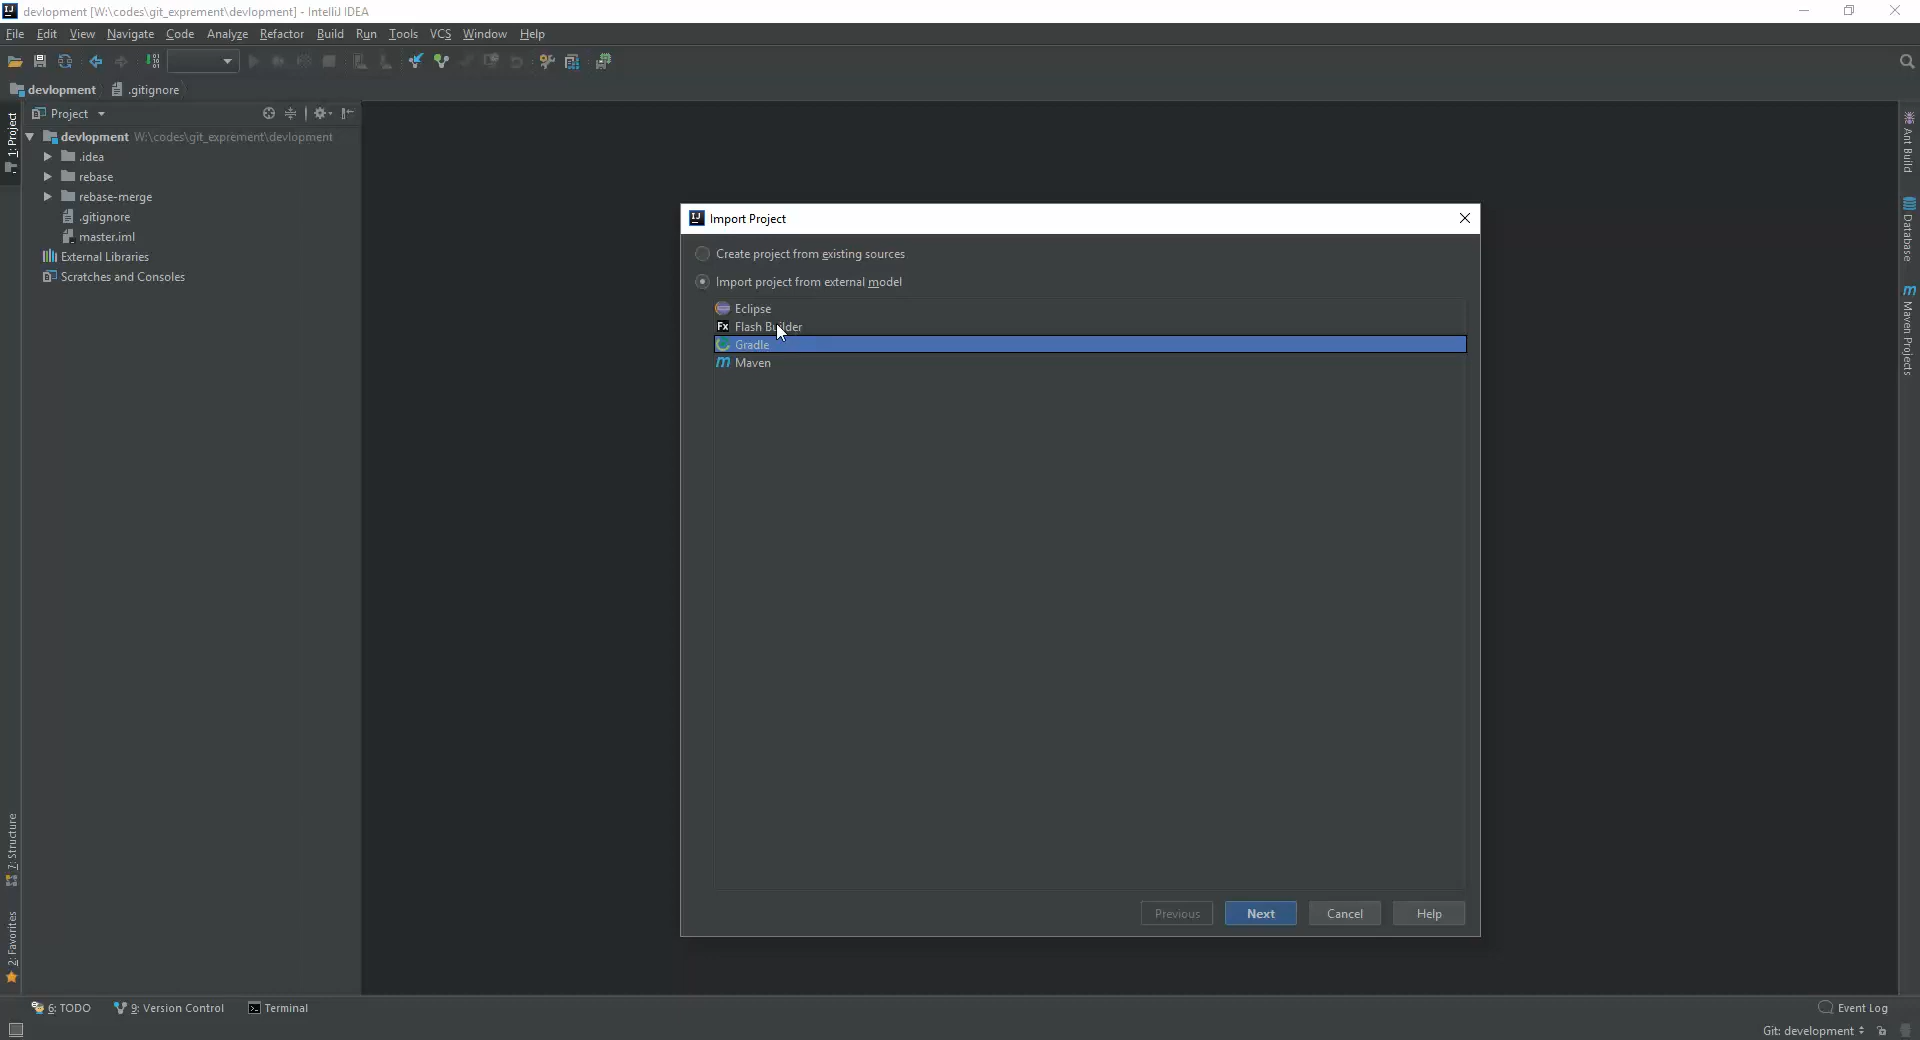 devlopment [W:\codes\git_exprement\devlopment] - IntelliJ IDEA
File Edit View Navigate Code Analyze Refactor Build Run Tools VCS Window Help
devlopment .gitignore
Project
1: Project
devlopment W:\codes\git_exprement\devlopment
.idea
rebase
rebase-merge
.gitignore
master.iml
External Libraries
Scratches and Consoles
Import Project
Create project from existing sources
Import project from external model
Eclipse
Fx Flash Builder
Gradle
m Maven
Previous Next Cancel Help
Ant Build
Database
m Maven Projects
7: Structure
2: Favorites
6: TODO 9: Version Control Terminal Event Log
Git: development